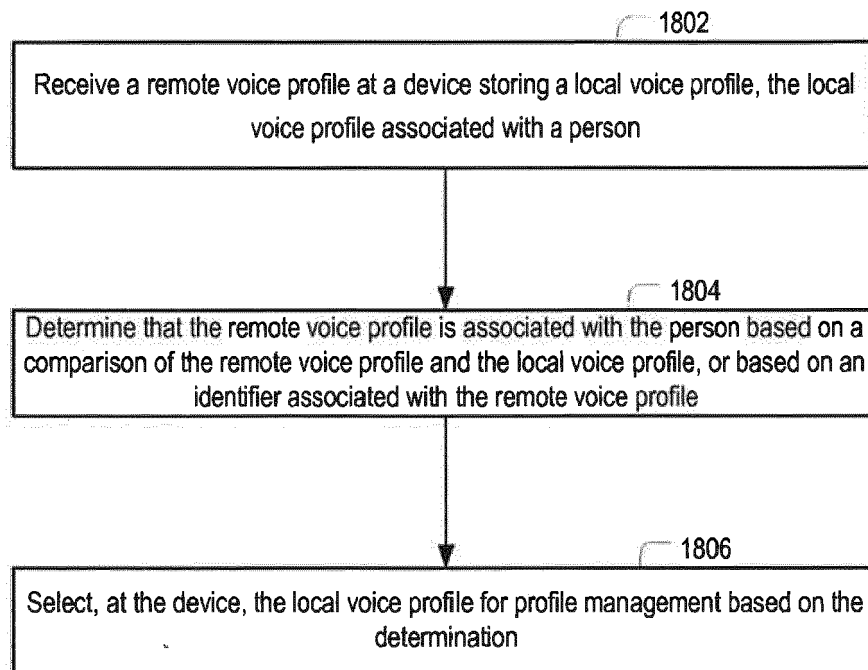 1802
Receive a remote voice profile at a device storing a local voice profile, the local
voice profile associated with a person
1804
Determine that the remote voice profile is associated with the person based on a
comparison of the remote voice profile and the local voice profile, or based on an
identifier associated with the remote voice profile
1806
Select, at the device, the local voice profile for profile management based on the
determination